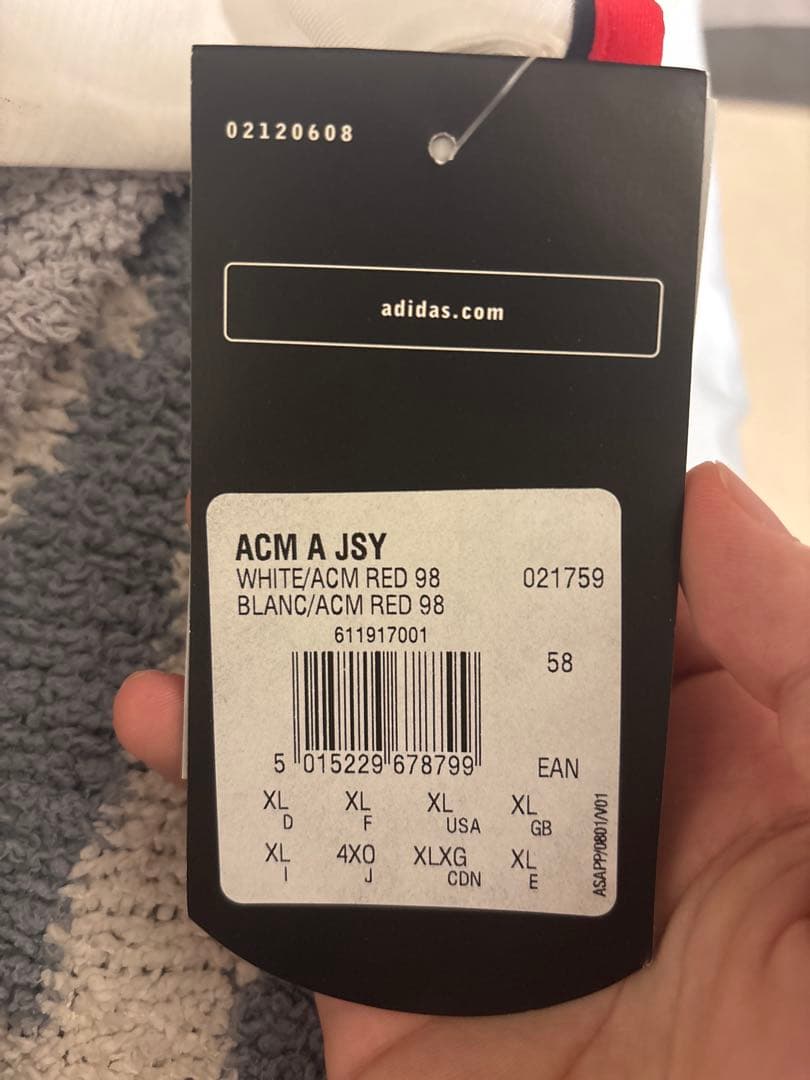 02120608
adidas.com
ACM A JSY
WHITE/ACM RED 98 021759
BLANC/ACM RED 98
611917001
58
5 015229 678799 EAN
XL XL XL XL
D F USA GB
XL 4XO XLXG XL
I J CDN E
ASAPP/0801/V01